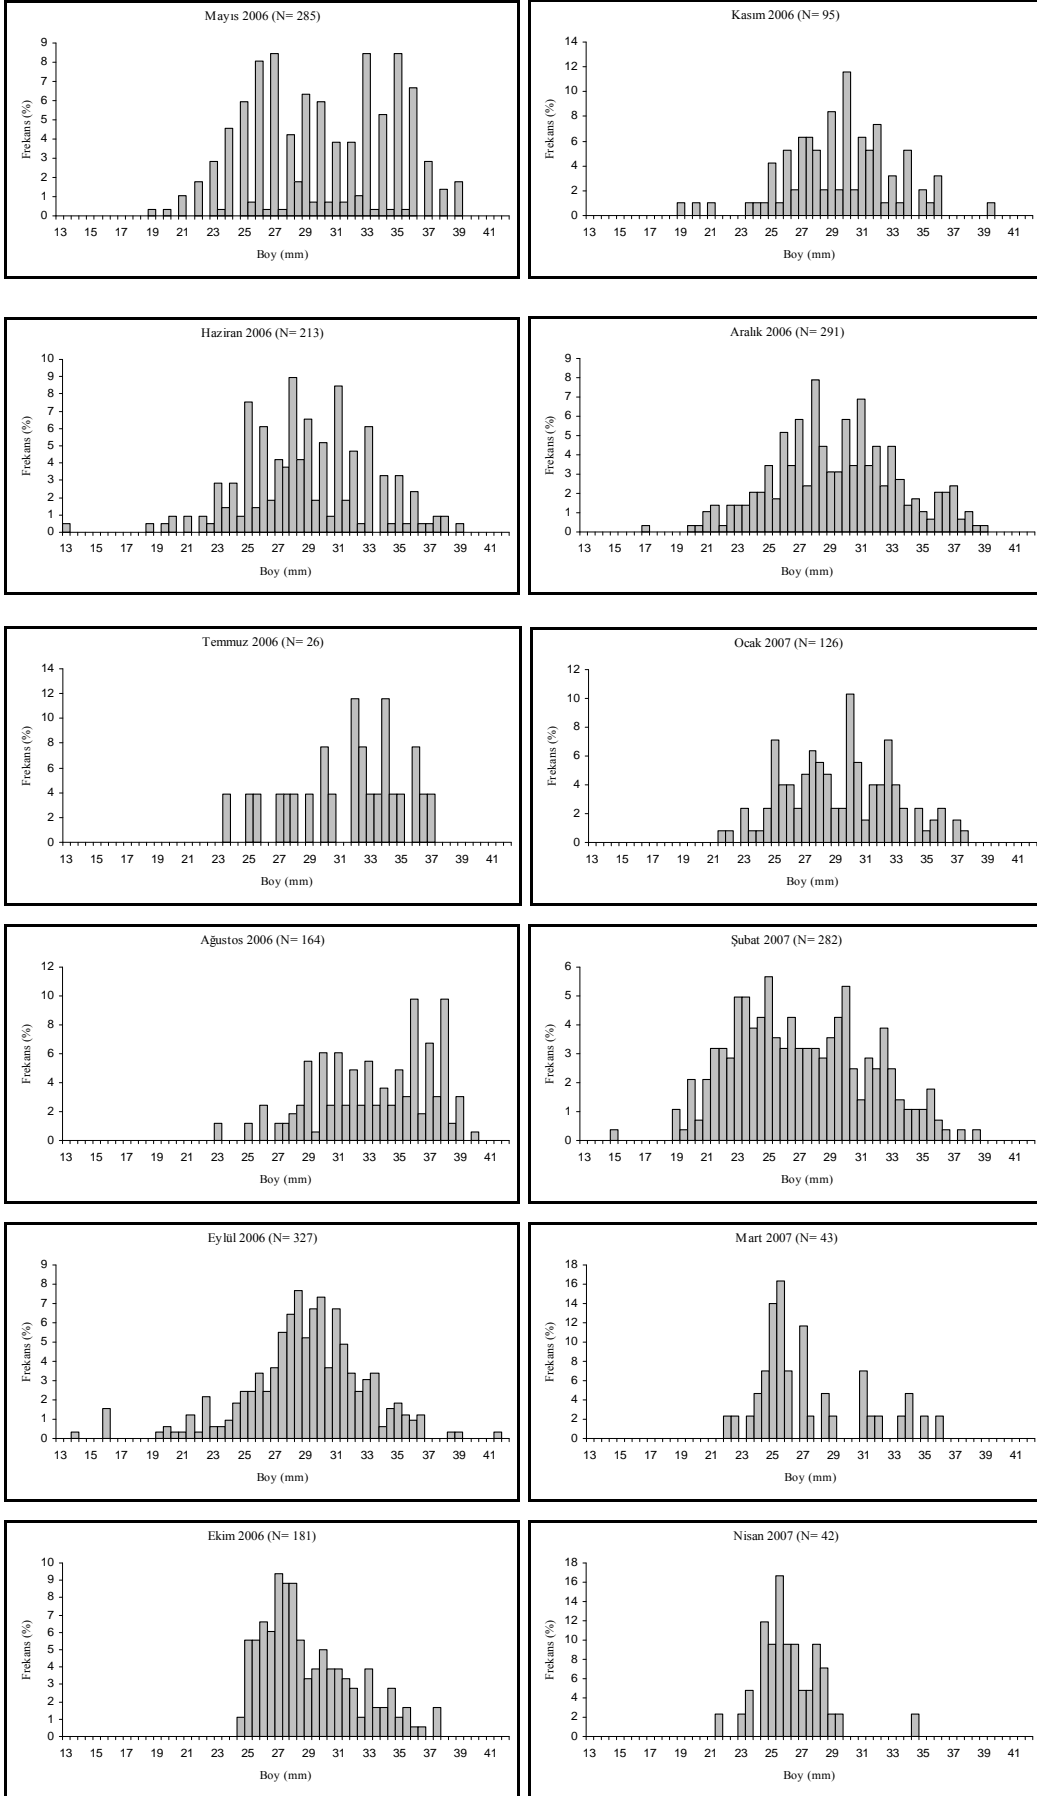 Mayıs 2006 (N= 285)
9
8
7
6
5
4
3
2
1
0
Frekans (%)
13 15 17 19 21 23 25 27 29 31 33 35 37 39 41
Boy (mm)
Kasım 2006 (N= 95)
14
12
10
8
6
4
2
0
Frekans (%)
13 15 17 19 21 23 25 27 29 31 33 35 37 39 41
Boy (mm)
Haziran 2006 (N= 213)
10
9
8
7
6
5
4
3
2
1
0
Frekans (%)
13 15 17 19 21 23 25 27 29 31 33 35 37 39 41
Boy (mm)
Aralık 2006 (N= 291)
9
8
7
6
5
4
3
2
1
0
Frekans (%)
13 15 17 19 21 23 25 27 29 31 33 35 37 39 41
Boy (mm)
Temmuz 2006 (N= 26)
14
12
10
8
6
4
2
0
Frekans (%)
13 15 17 19 21 23 25 27 29 31 33 35 37 39 41
Boy (mm)
Ocak 2007 (N= 126)
12
10
8
6
4
2
0
Frekans (%)
13 15 17 19 21 23 25 27 29 31 33 35 37 39 41
Boy (mm)
Ağustos 2006 (N= 164)
12
10
8
6
4
2
0
Frekans (%)
13 15 17 19 21 23 25 27 29 31 33 35 37 39 41
Boy (mm)
Şubat 2007 (N= 282)
6
5
4
3
2
1
0
Frekans (%)
13 15 17 19 21 23 25 27 29 31 33 35 37 39 41
Boy (mm)
Eylül 2006 (N= 327)
9
8
7
6
5
4
3
2
1
0
Frekans (%)
13 15 17 19 21 23 25 27 29 31 33 35 37 39 41
Boy (mm)
Mart 2007 (N= 43)
18
16
14
12
10
8
6
4
2
0
Frekans (%)
13 15 17 19 21 23 25 27 29 31 33 35 37 39 41
Boy (mm)
Ekim 2006 (N= 181)
10
9
8
7
6
5
4
3
2
1
0
Frekans (%)
13 15 17 19 21 23 25 27 29 31 33 35 37 39 41
Boy (mm)
Nisan 2007 (N= 42)
18
16
14
12
10
8
6
4
2
0
Frekans (%)
13 15 17 19 21 23 25 27 29 31 33 35 37 39 41
Boy (mm)